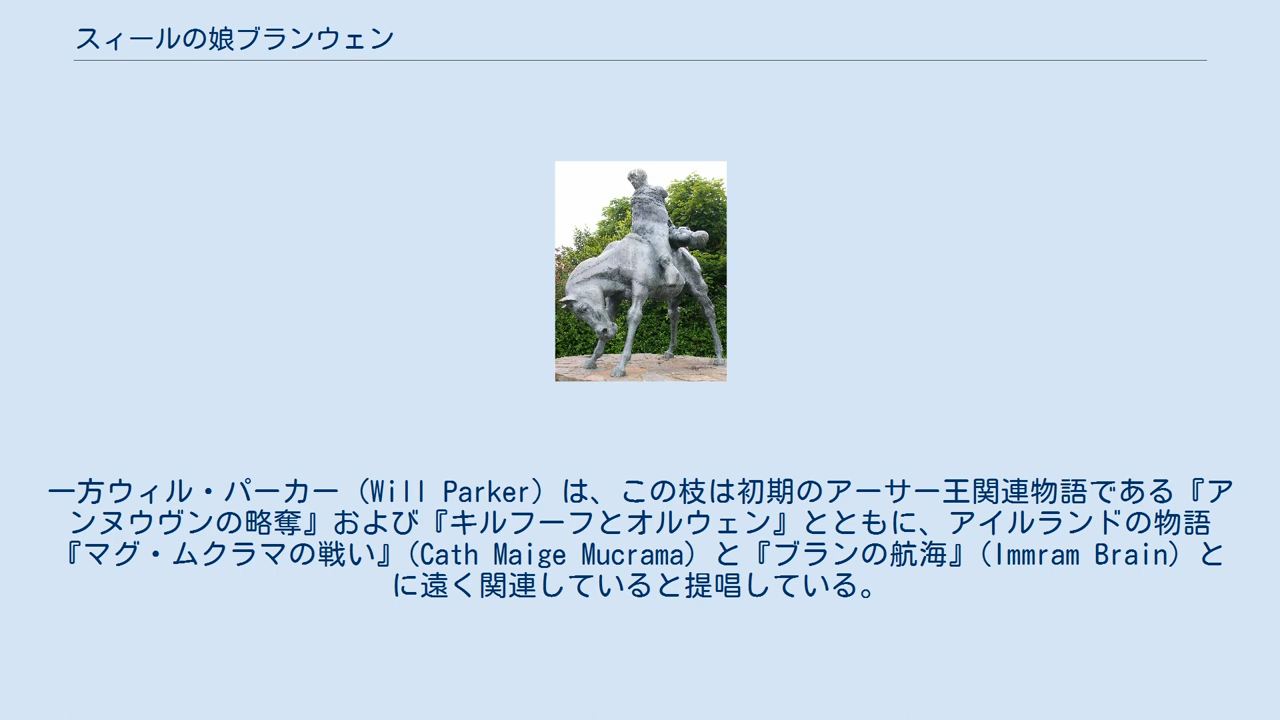 スィールの娘ブランウェン
一方ウィル・パーカー（Will Parker）は、この枝は初期のアーサー王関連物語である『ア
ンヌウヴンの略奪』および『キルフーフとオルウェン』とともに、アイルランドの物語
『マグ・ムクラマの戦い』（Cath Maige Mucrama）と『ブランの航海』（Immram Brain）と
に遠く関連していると提唱している。